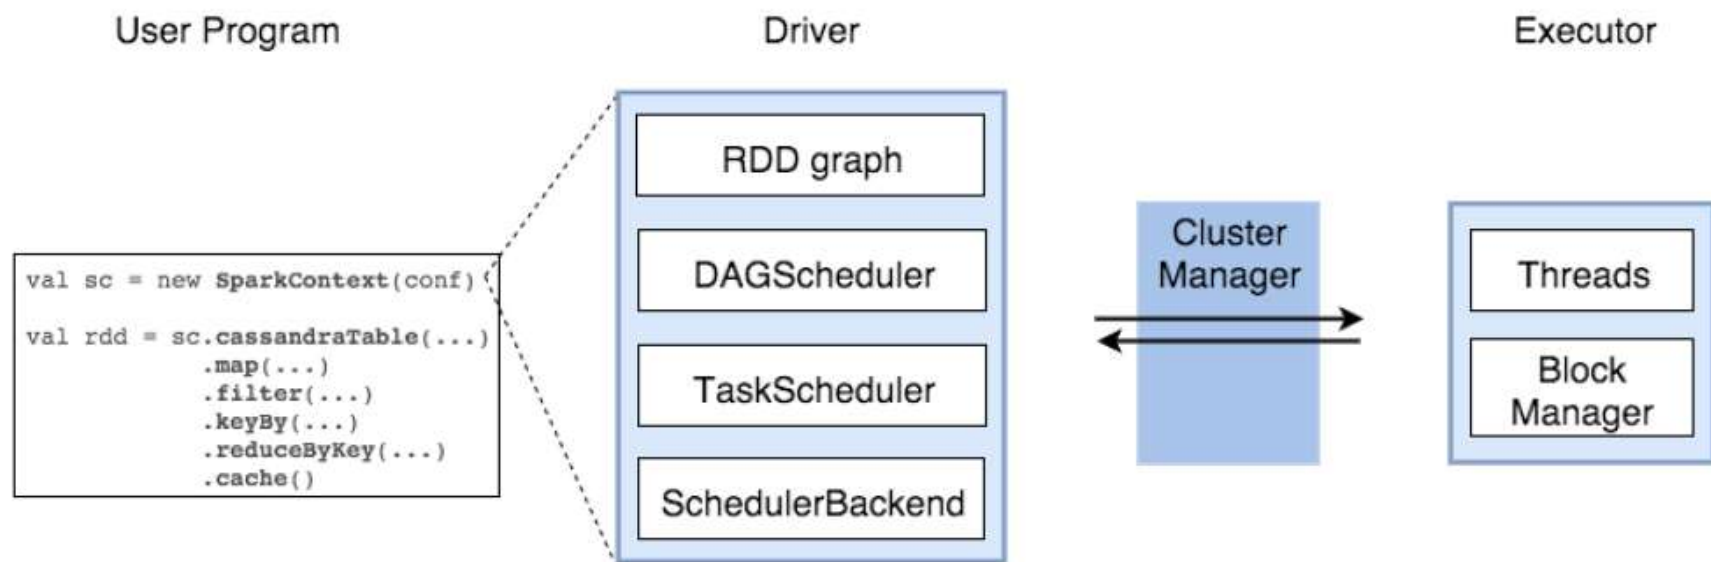 User Program
val sc = new SparkContext(conf)
val rdd = sc.cassandraTable(...)
.map(...)
.filter(...)
.keyBy(...)
.reduceByKey(...)
.cache()
Driver
RDD graph
DAGScheduler
TaskScheduler
SchedulerBackend
Cluster
Manager
Executor
Threads
Block
Manager